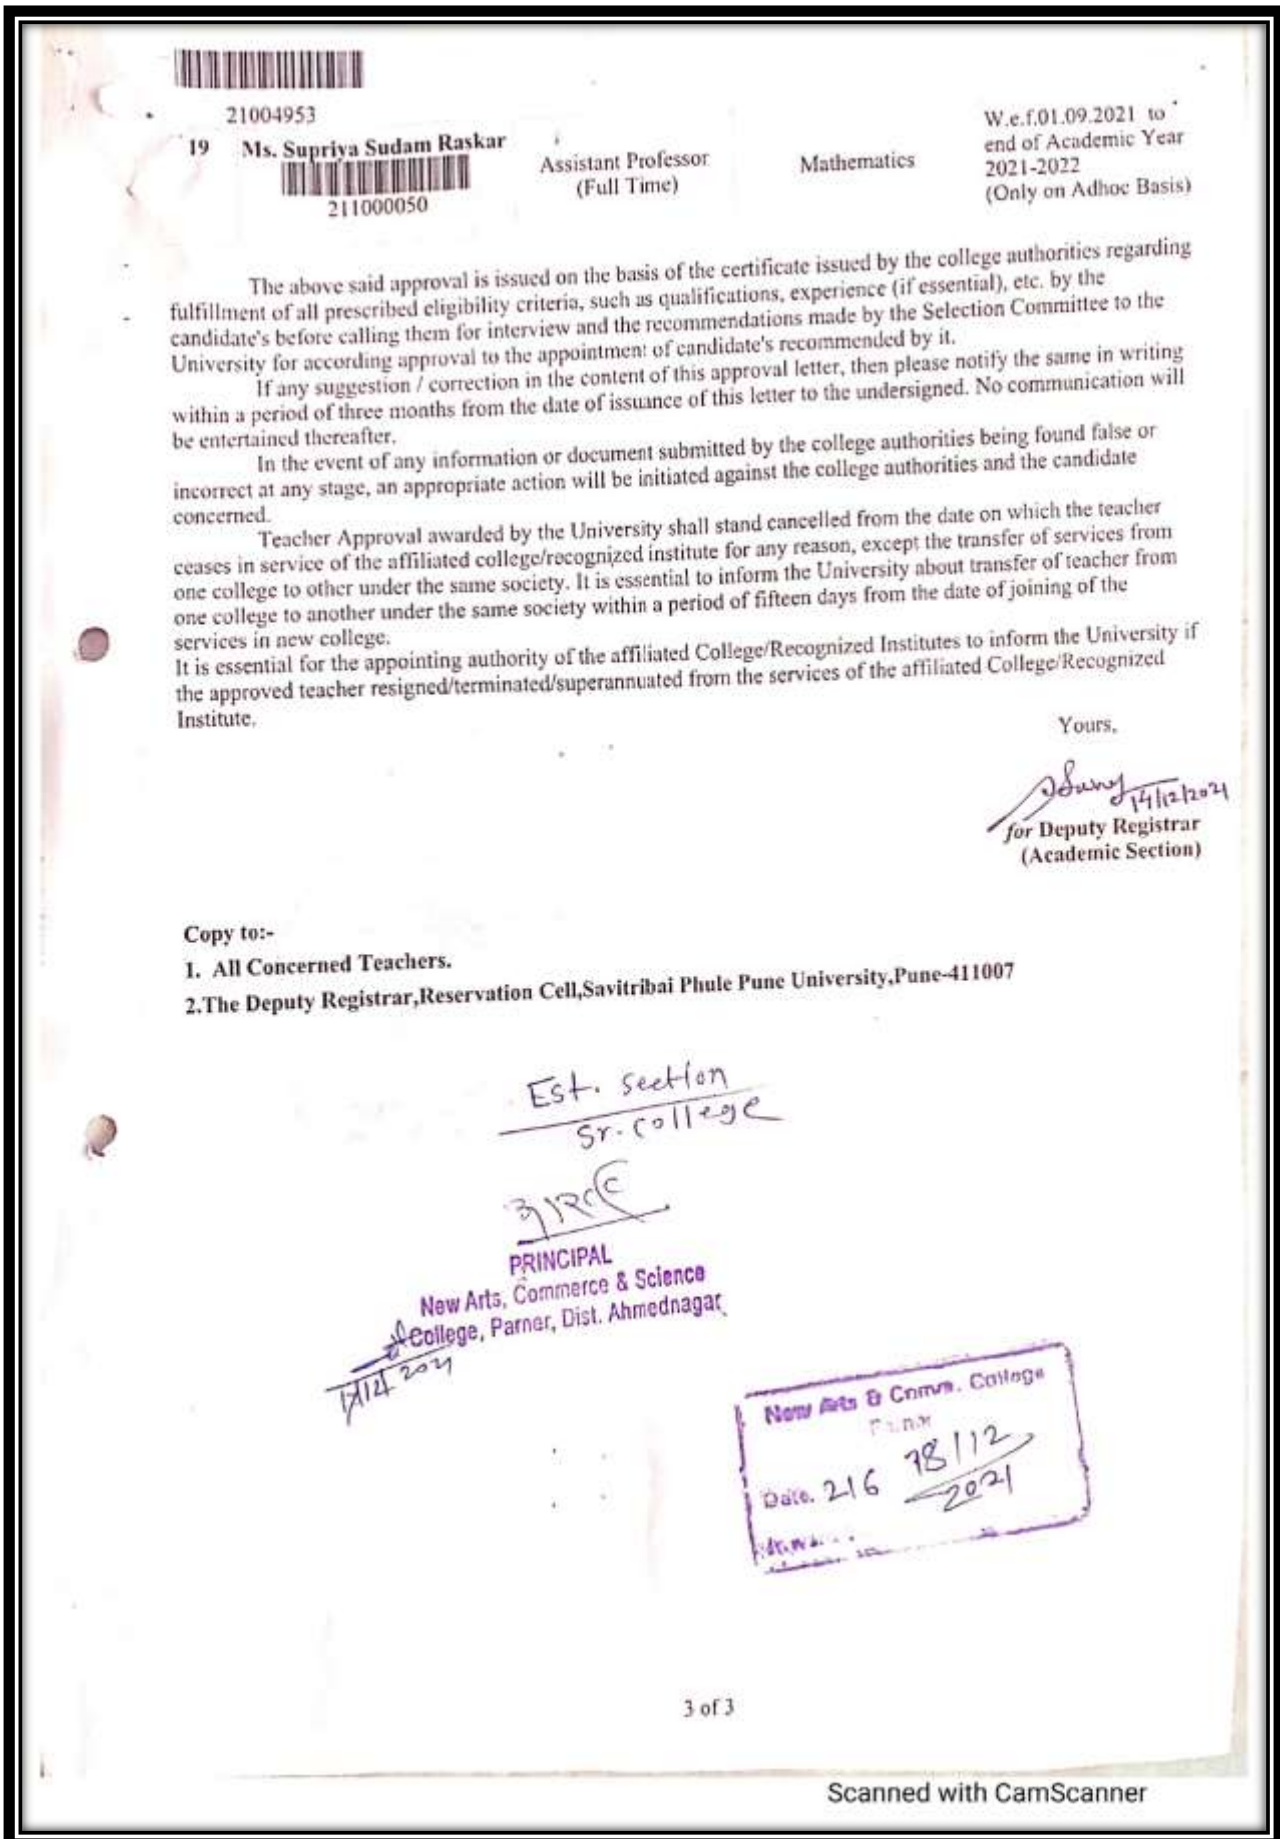 21004953
19 Ms. Supriya Sudam Raskar Assistant Professor (Full Time) Mathematics W.e.f.01.09.2021 to end of Academic Year 2021-2022 (Only on Adhoc Basis)
211000050
The above said approval is issued on the basis of the certificate issued by the college authorities regarding
fulfillment of all prescribed eligibility criteria, such as qualifications, experience (if essential), etc. by the
candidate's before calling them for interview and the recommendations made by the Selection Committee to the
University for according approval to the appointment of candidate's recommended by it.
If any suggestion / correction in the content of this approval letter, then please notify the same in writing
within a period of three months from the date of issuance of this letter to the undersigned. No communication will
be entertained thereafter.
In the event of any information or document submitted by the college authorities being found false or
incorrect at any stage, an appropriate action will be initiated against the college authorities and the candidate
concerned.
Teacher Approval awarded by the University shall stand cancelled from the date on which the teacher
ceases in service of the affiliated college/recognized institute for any reason, except the transfer of services from
one college to other under the same society. It is essential to inform the University about transfer of teacher from
one college to another under the same society within a period of fifteen days from the date of joining of the
services in new college.
It is essential for the appointing authority of the affiliated College/Recognized Institutes to inform the University if
the approved teacher resigned/terminated/superannuated from the services of the affiliated College/Recognized
Institute.
Yours,
14/12/2021
for Deputy Registrar
(Academic Section)
Copy to:-
1. All Concerned Teachers.
2.The Deputy Registrar,Reservation Cell,Savitribai Phule Pune University,Pune-411007
Est. section
Sr. college
PRINCIPAL
New Arts, Commerce & Science
College, Parner, Dist. Ahmednagar
2021
New Arts & Comm. College
Date. 216 18/12
2021
3 of 3
Scanned with CamScanner